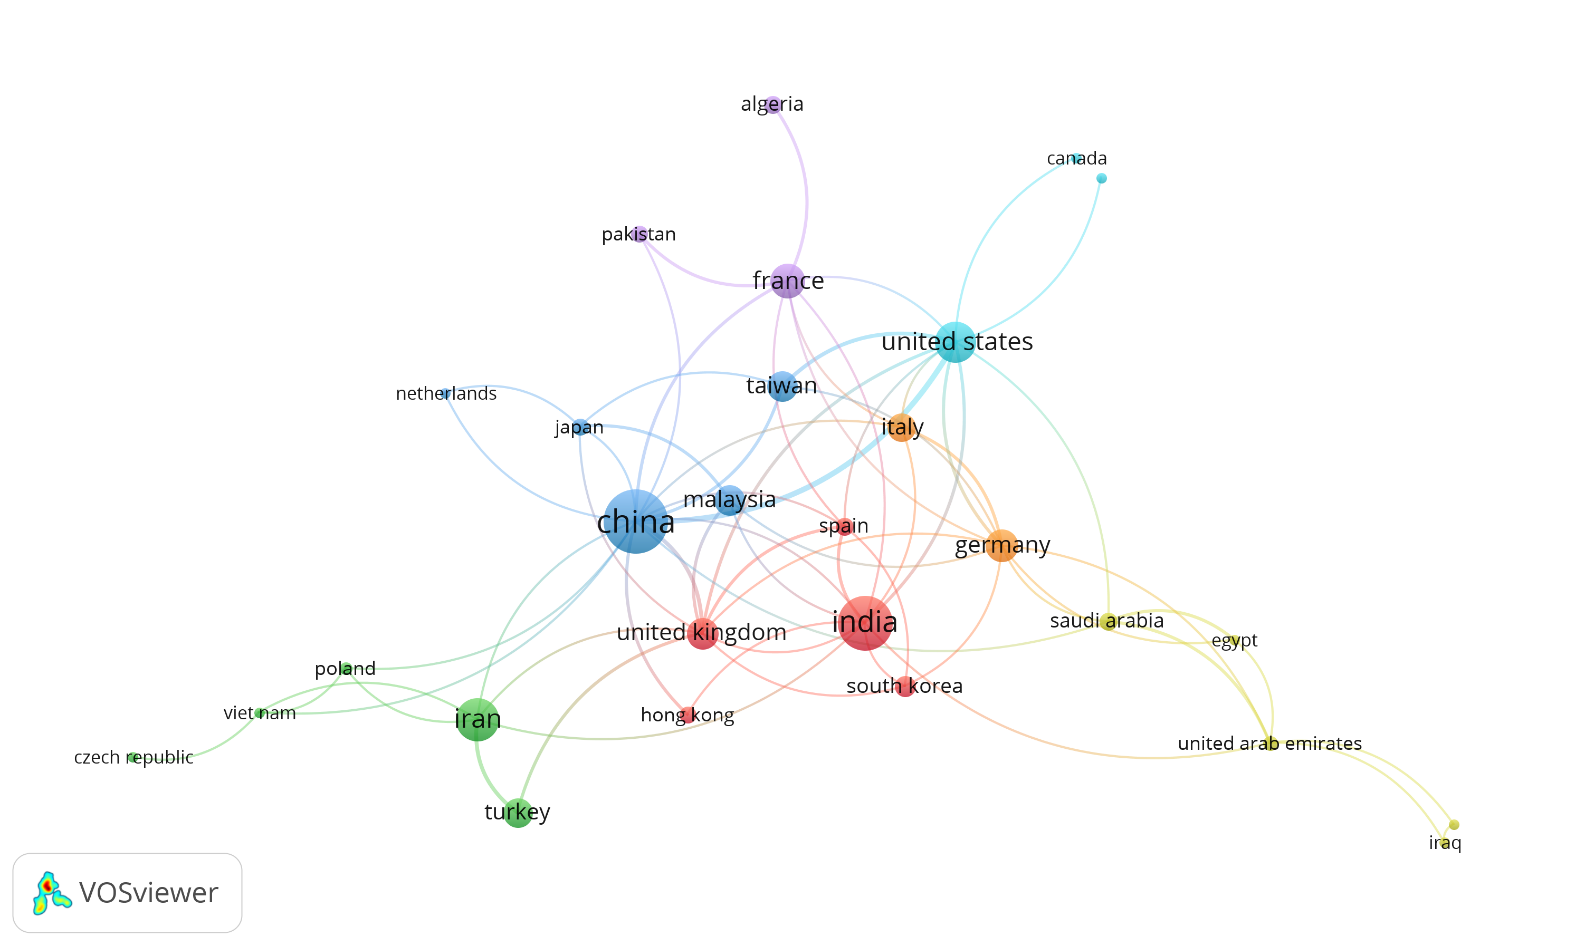 algeria
canada
pakistan
france
united states
taiwan
netherlands
italy
japan
malaysia
china
spain
germany
india
saudi arabia
united kingdom
egypt
poland
south korea
viet nam
iran
hong kong
united arab emirates
czech republic
turkey
iraq
VOSviewer